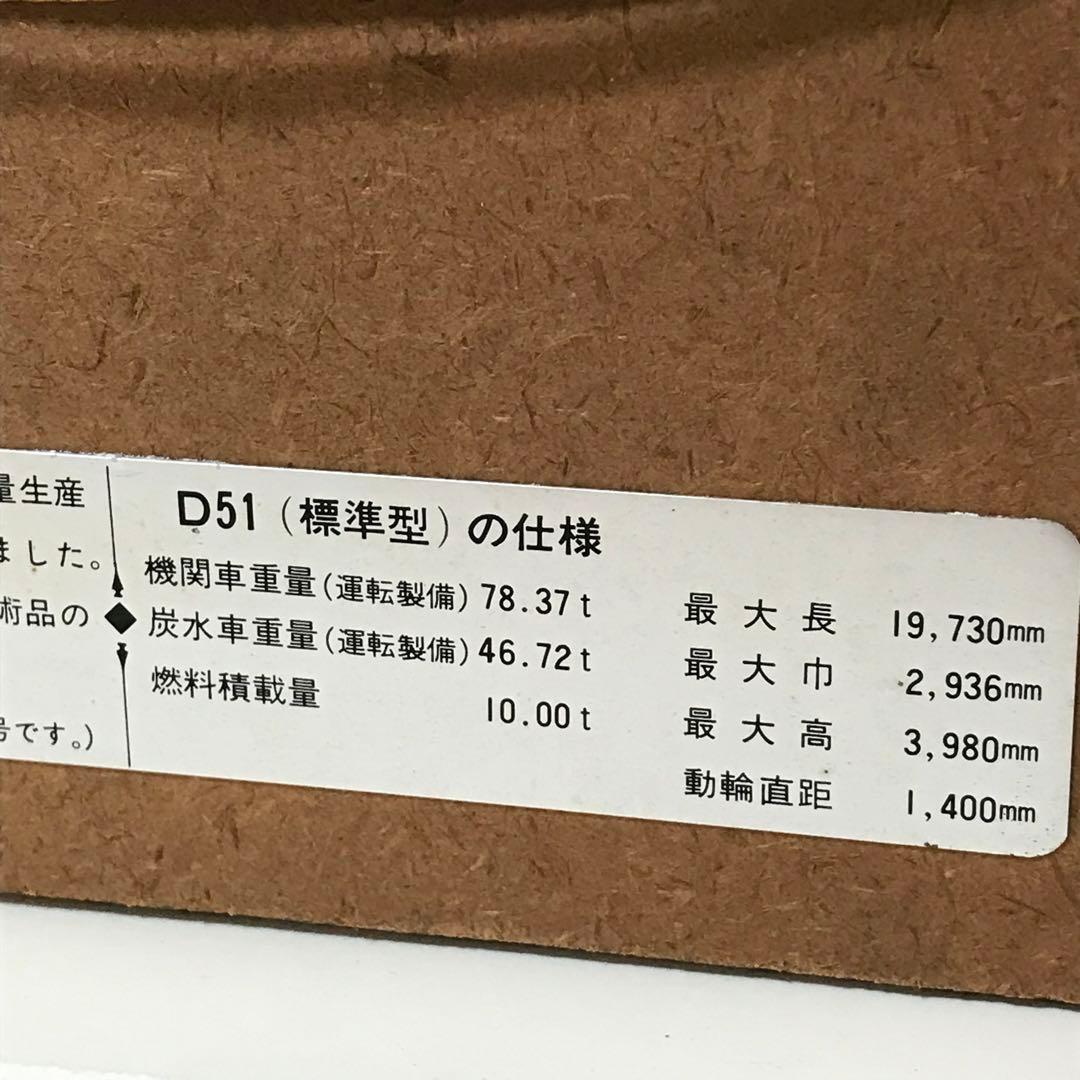 量生産
ました。
術品の
号です。)
D51(標準型)の仕様
機関車重量(運転製備)78.37t
炭水車重量(運転製備)46.72t
燃料積載量 10.00t
最大長 19,730mm
最大巾 2,936mm
最大高 3,980mm
動輪直距 1,400mm